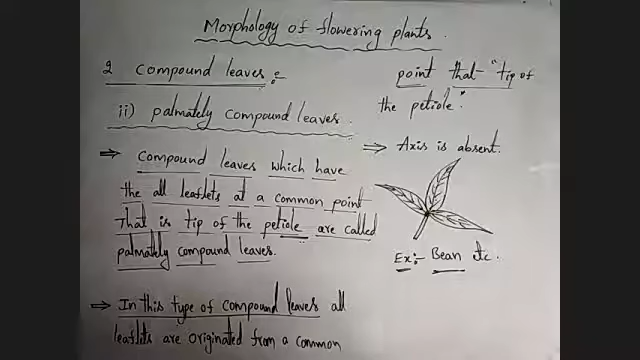 Morphology of flowering plants.
2 Compound leaves :-
ii) palmately compound leaves.
⇒ Compound leaves which have
the all leaflets at a common point
That is tip of the petiole are called
palmately compound leaves.
⇒ In this type of compound leaves all
leaflits are originated from a common
point that "tip of
the petiole."
⇒ Axis is absent.
Ex:- Bean etc.